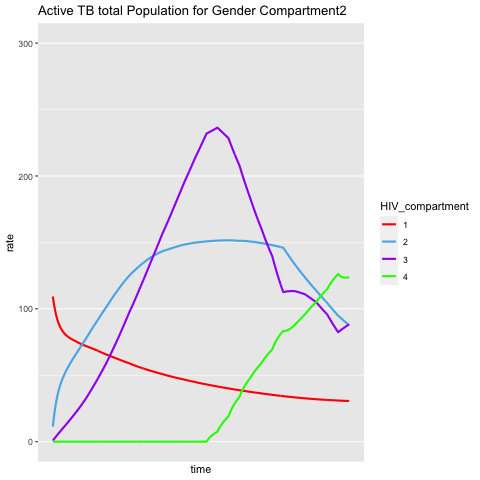 Active TB total Population for Gender Compartment2
300
200
100
0
rate
time
HIV_compartment
1
2
3
4